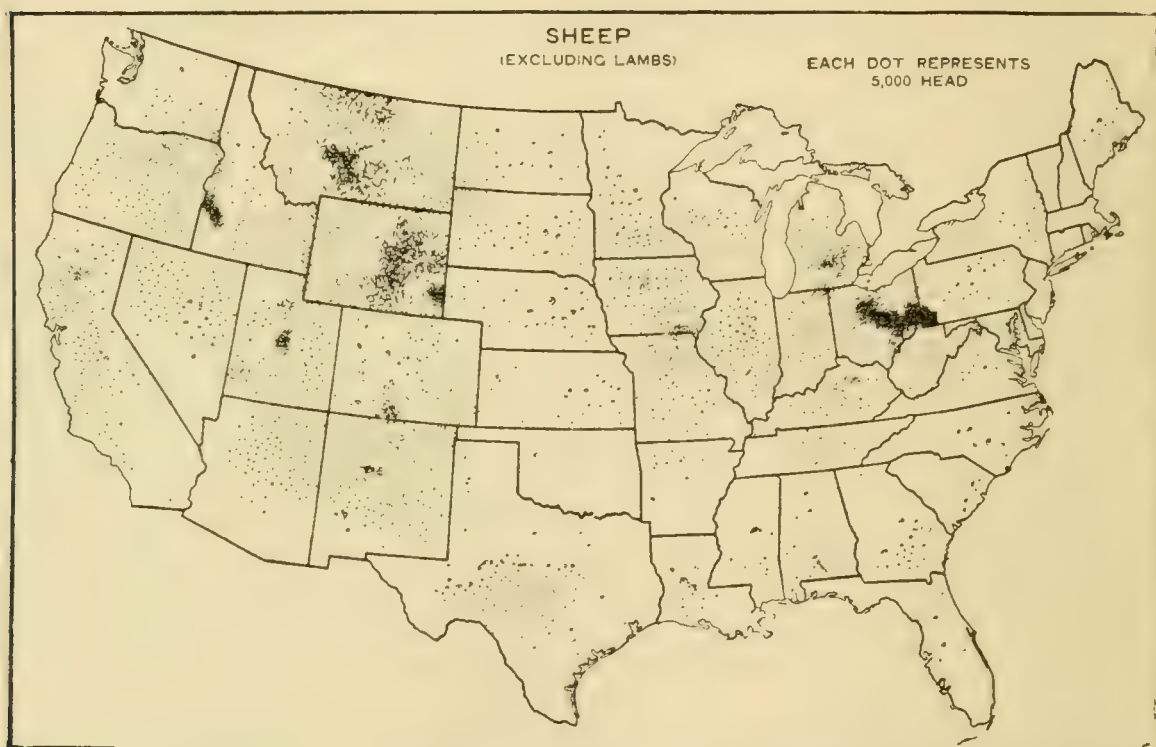 SHEEP
(EXCLUDING LAMBS)
EACH DOT REPRESENTS
5,000 HEAD